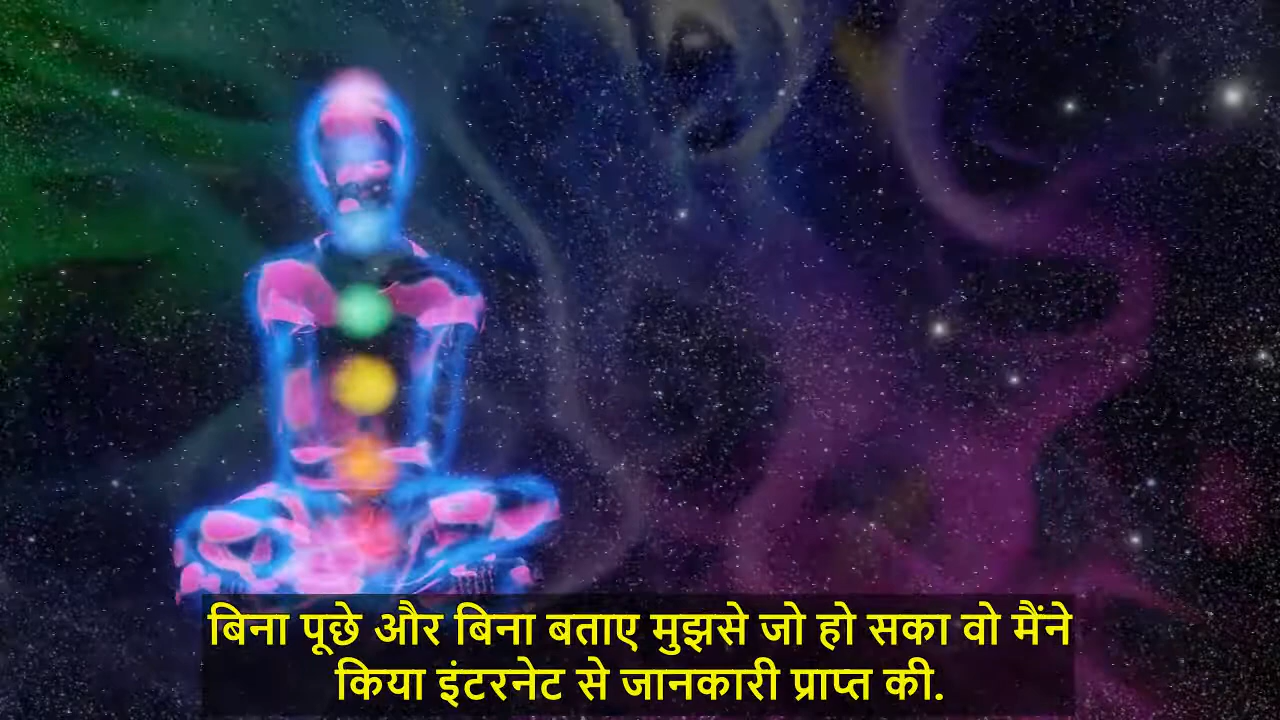 बिना पूछे और बिना बताए मुझसे जो हो सका वो मैंने
किया इंटरनेट से जानकारी प्राप्त की.